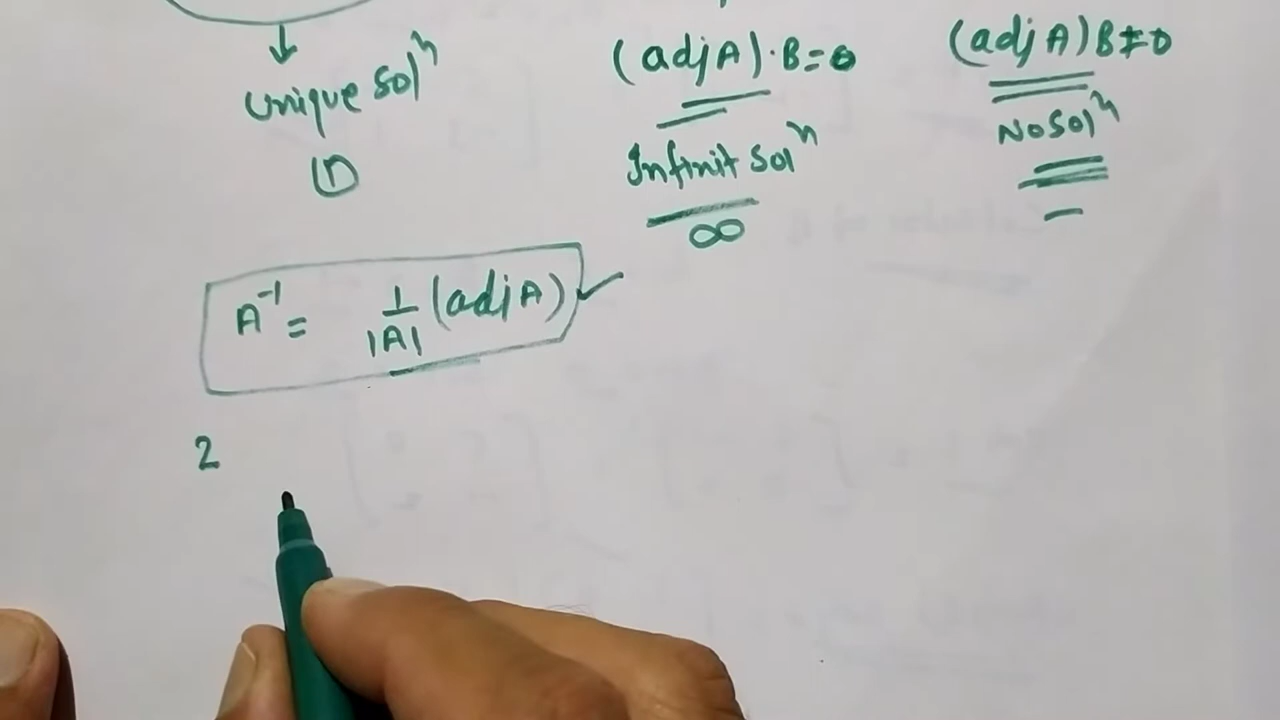 (adj A)·B=0 (adj A)B≠0
Unique Solⁿ Infinit Solⁿ No Solⁿ
① ∞
A⁻¹ = 1/|A| (adj A) ✓
2